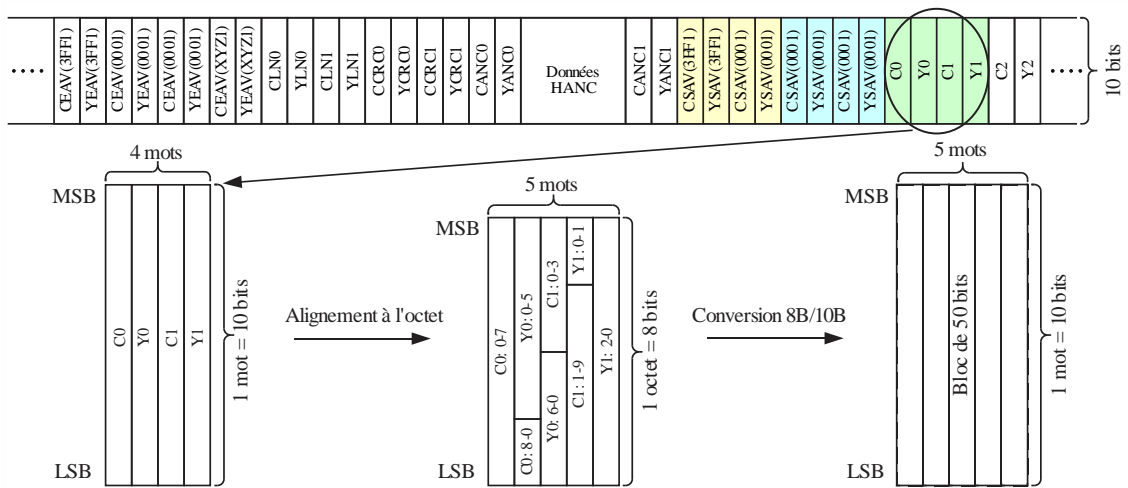 ....
CEAV(3FF1)
YEAV(3FF1)
CEAV(0001)
YEAV(0001)
CEAV(0001)
YEAV(0001)
CEAV(XYZ1)
YEAV(XYZ1)
CLN0
YLN0
CLN1
YLN1
CCRC0
YCRC0
CCRC1
YCRC1
CANC0
YANC0
Données
HANC
CANC1
YANC1
CSAV(3FF1)
YSAV(3FF1)
CSAV(0001)
YSAV(0001)
CSAV(0001)
YSAV(0001)
CSAV(0001)
YSAV(0001)
C0
Y0
C1
Y1
C2
Y2
....
10 bits
4 mots
MSB
LSB
C0
Y0
C1
Y1
1 mot = 10 bits
Alignement à l'octet
5 mots
MSB
LSB
C0: 0-7
Y0: 0-5
C0: 8-0
C1: 0-3
Y0: 6-0
Y1: 0-1
C1: 1-9
Y1: 2-0
1 octet = 8 bits
Conversion 8B/10B
5 mots
MSB
LSB
Bloc de 50 bits
1 mot = 10 bits